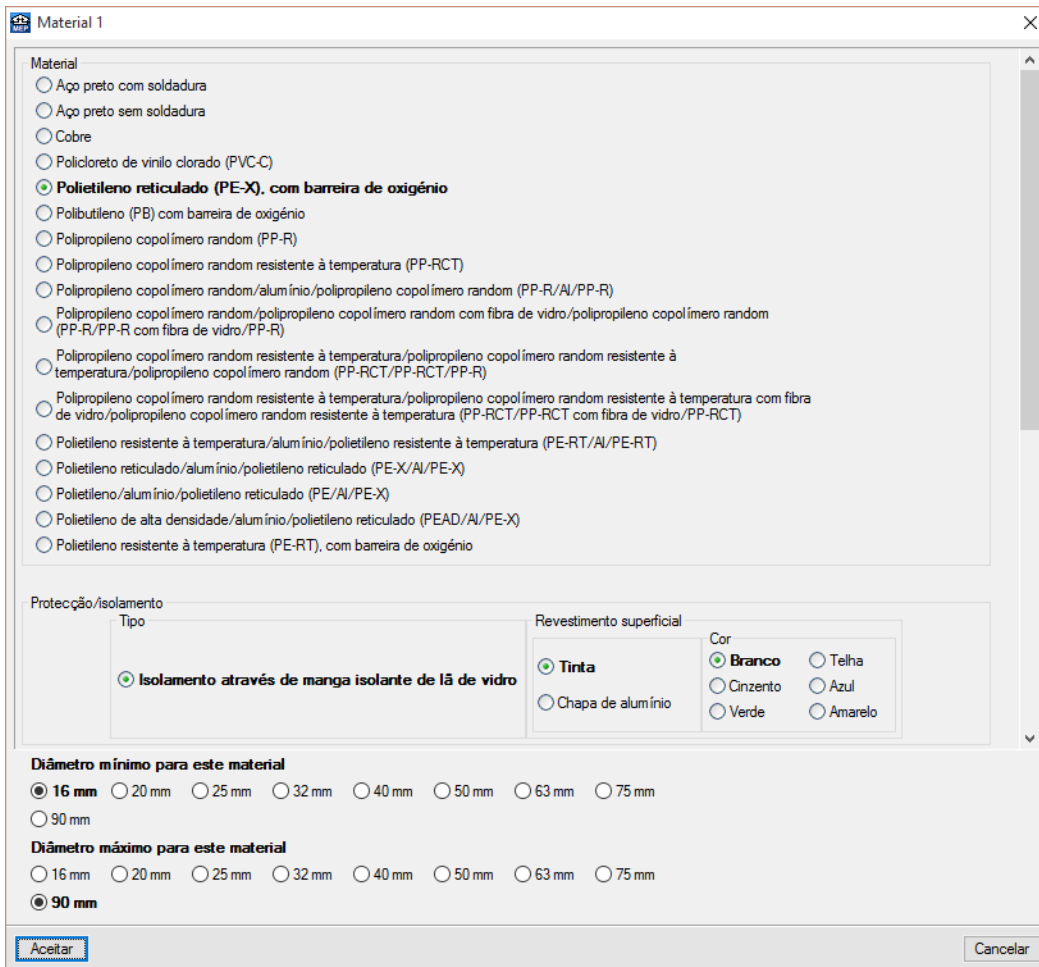 MEP
Material 1
Material
Aço preto com soldadura
Aço preto sem soldadura
Cobre
Policloreto de vinilo clorado (PVC-C)
Polietileno reticulado (PE-X), com barreira de oxigénio
Polibutileno (PB) com barreira de oxigénio
Polipropileno copolímero random (PP-R)
Polipropileno copolímero random resistente à temperatura (PP-RCT)
Polipropileno copolímero random/alumínio/polipropileno copolímero random (PP-R/Al/PP-R)
Polipropileno copolímero random/polipropileno copolímero random com fibra de vidro/polipropileno copolímero random
(PP-R/PP-R com fibra de vidro/PP-R)
Polipropileno copolímero random resistente à temperatura/polipropileno copolímero random resistente à
temperatura/polipropileno copolímero random (PP-RCT/PP-RCT/PP-R)
Polipropileno copolímero random resistente à temperatura/polipropileno copolímero random resistente à temperatura com fibra
de vidro/polipropileno copolímero random resistente à temperatura (PP-RCT/PP-RCT com fibra de vidro/PP-RCT)
Polietileno resistente à temperatura/alumínio/polietileno resistente à temperatura (PE-RT/Al/PE-RT)
Polietileno reticulado/alumínio/polietileno reticulado (PE-X/Al/PE-X)
Polietileno/alumínio/polietileno reticulado (PE/Al/PE-X)
Polietileno de alta densidade/alumínio/polietileno reticulado (PEAD/Al/PE-X)
Polietileno resistente à temperatura (PE-RT), com barreira de oxigénio
Protecção/isolamento
Tipo
Isolamento através de manga isolante de lã de vidro
Revestimento superficial
Tinta
Chapa de alumínio
Cor
Branco Telha
Cinzento Azul
Verde Amarelo
Diâmetro mínimo para este material
16 mm 20 mm 25 mm 32 mm 40 mm 50 mm 63 mm 75 mm
90 mm
Diâmetro máximo para este material
16 mm 20 mm 25 mm 32 mm 40 mm 50 mm 63 mm 75 mm
90 mm
Aceitar Cancelar